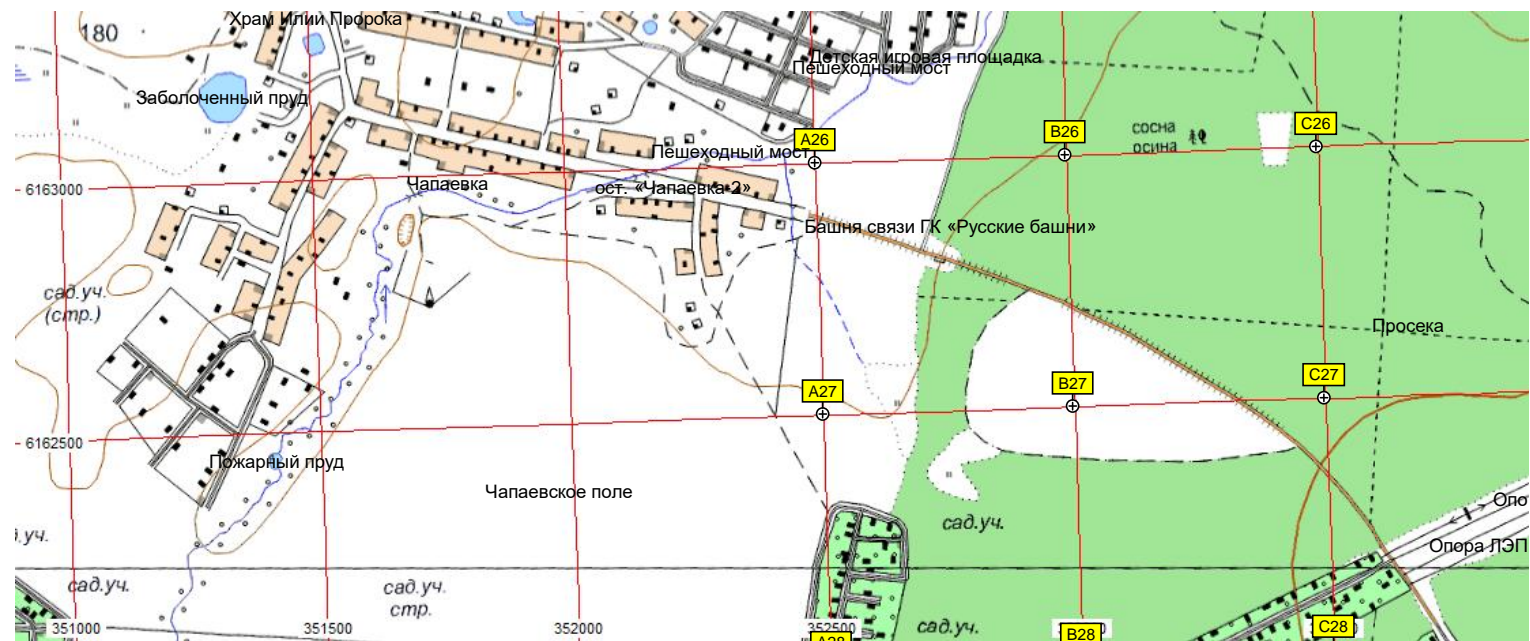 Храм Илии Пророка
180
Детская игровая площадка
Пешеходный мост
Заболоченный пруд
C26
B26
A26
сосна
осина
Пешеходный мост
6163000
Чапаевка
ост. «Чапаевка-2»
Башня связи ГК «Русские башни»
сад.уч.
(стр.)
Просека
C27
B27
A27
6162500
Пожарный пруд
Чапаевское поле
Опо
сад.уч.
.уч.
Опора ЛЭП
сад.уч.
сад.уч.
стр.
351000
351500
352000
352500
сад.уч.
A28
B28
C28